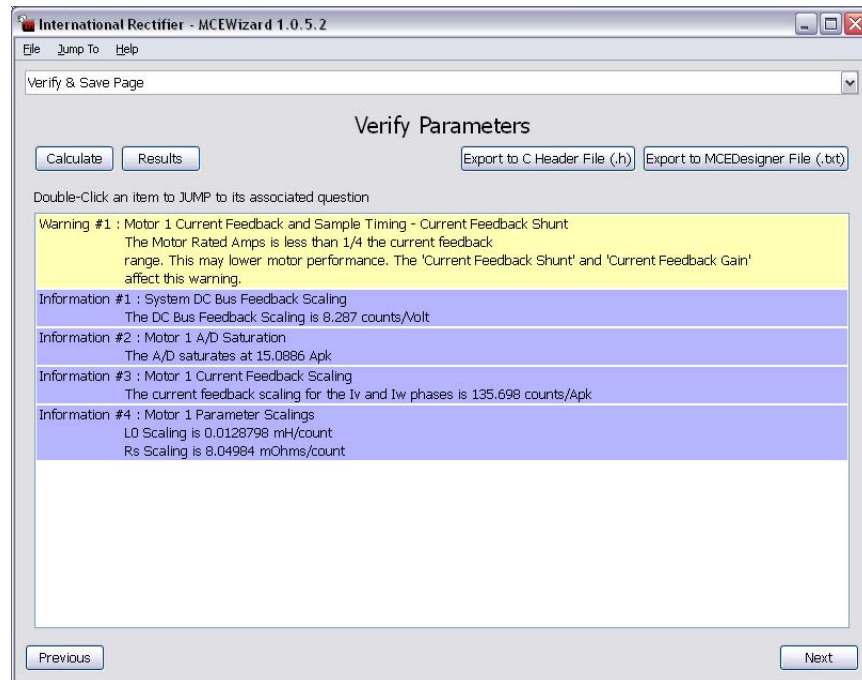 International Rectifier - MCEWizard 1.0.5.2
File Jump To Help
Verify & Save Page
Verify Parameters
Calculate Results Export to C Header File (.h) Export to MCEDesigner File (.txt)
Double-Click an item to JUMP to its associated question
Warning #1 : Motor 1 Current Feedback and Sample Timing - Current Feedback Shunt
The Motor Rated Amps is less than 1/4 the current feedback
range. This may lower motor performance. The 'Current Feedback Shunt' and 'Current Feedback Gain'
affect this warning.
Information #1 : System DC Bus Feedback Scaling
The DC Bus Feedback Scaling is 8.287 counts/Volt
Information #2 : Motor 1 A/D Saturation
The A/D saturates at 15.0886 Apk
Information #3 : Motor 1 Current Feedback Scaling
The current feedback scaling for the Iv and Iw phases is 135.698 counts/Apk
Information #4 : Motor 1 Parameter Scalings
L0 Scaling is 0.0128798 mH/count
Rs Scaling is 8.04984 mOhms/count
Previous Next